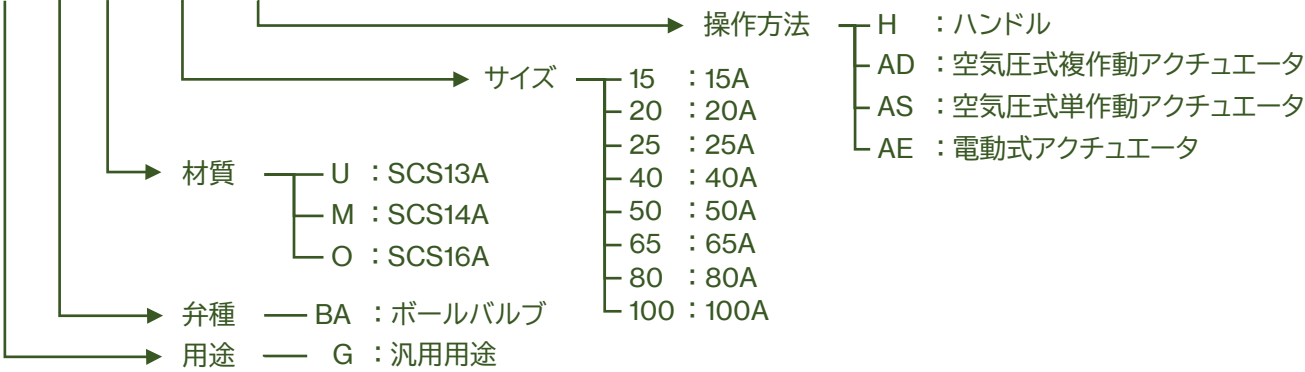 操作方法
H ：ハンドル
AD ：空気圧式複作動アクチュエータ
AS ：空気圧式単作動アクチュエータ
AE ：電動式アクチュエータ
サイズ
15 ：15A
20 ：20A
25 ：25A
40 ：40A
50 ：50A
65 ：65A
80 ：80A
100 ：100A
材質
U ：SCS13A
M ：SCS14A
O ：SCS16A
弁種 BA ：ボールバルブ
用途 G ：汎用用途